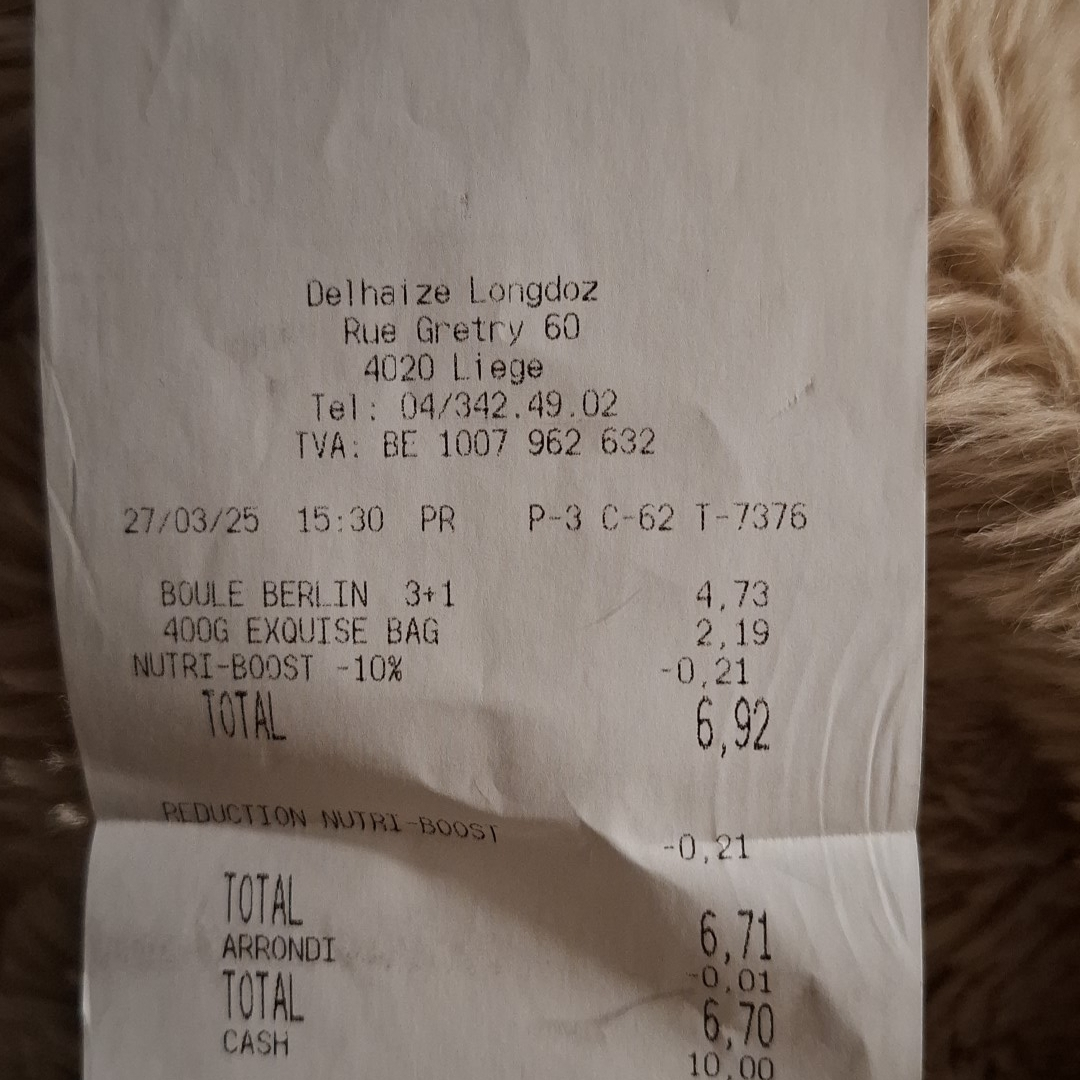 Delhaize Longdoz
Rue Gretry 60
4020 Liege
Tel: 04/342.49.02
TVA: BE 1007 962 632
27/03/25 15:30 PR P-3 C-62 T-7376
BOULE BERLIN 3+1 4,73
400G EXQUISE BAG 2,19
NUTRI-BOOST -10% -0,21
TOTAL 6,92
REDUCTION NUTRI-BOOST -0,21
TOTAL 6,71
ARRONDI -0,01
TOTAL 6,70
CASH 10,00